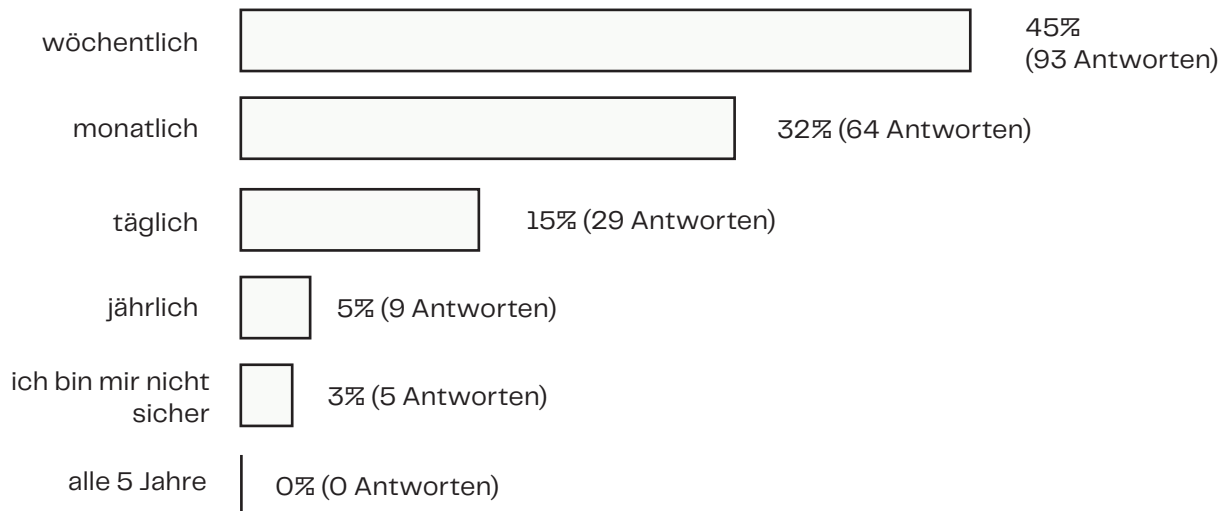 wöchentlich
45%
(93 Antworten)
monatlich
32% (64 Antworten)
täglich
15% (29 Antworten)
jährlich
5% (9 Antworten)
ich bin mir nicht
sicher
3% (5 Antworten)
alle 5 Jahre
0% (0 Antworten)